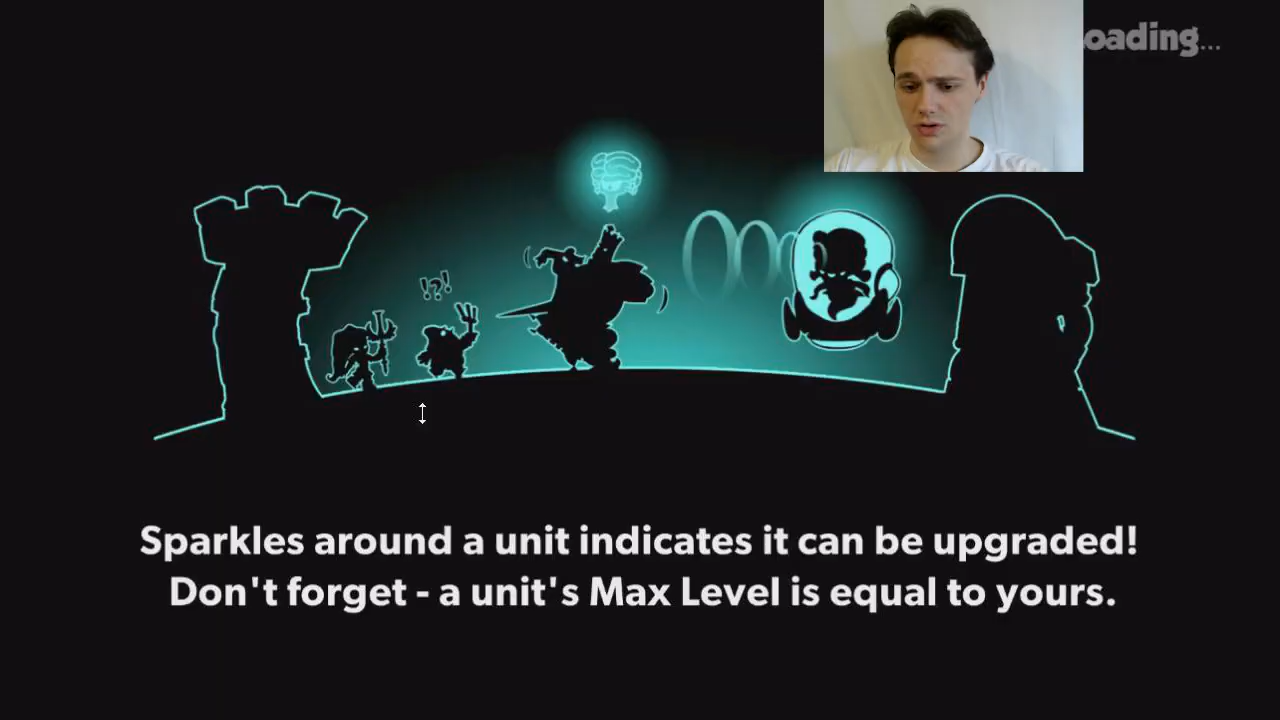 oading...
!?!
Sparkles around a unit indicates it can be upgraded!
Don't forget - a unit's Max Level is equal to yours.